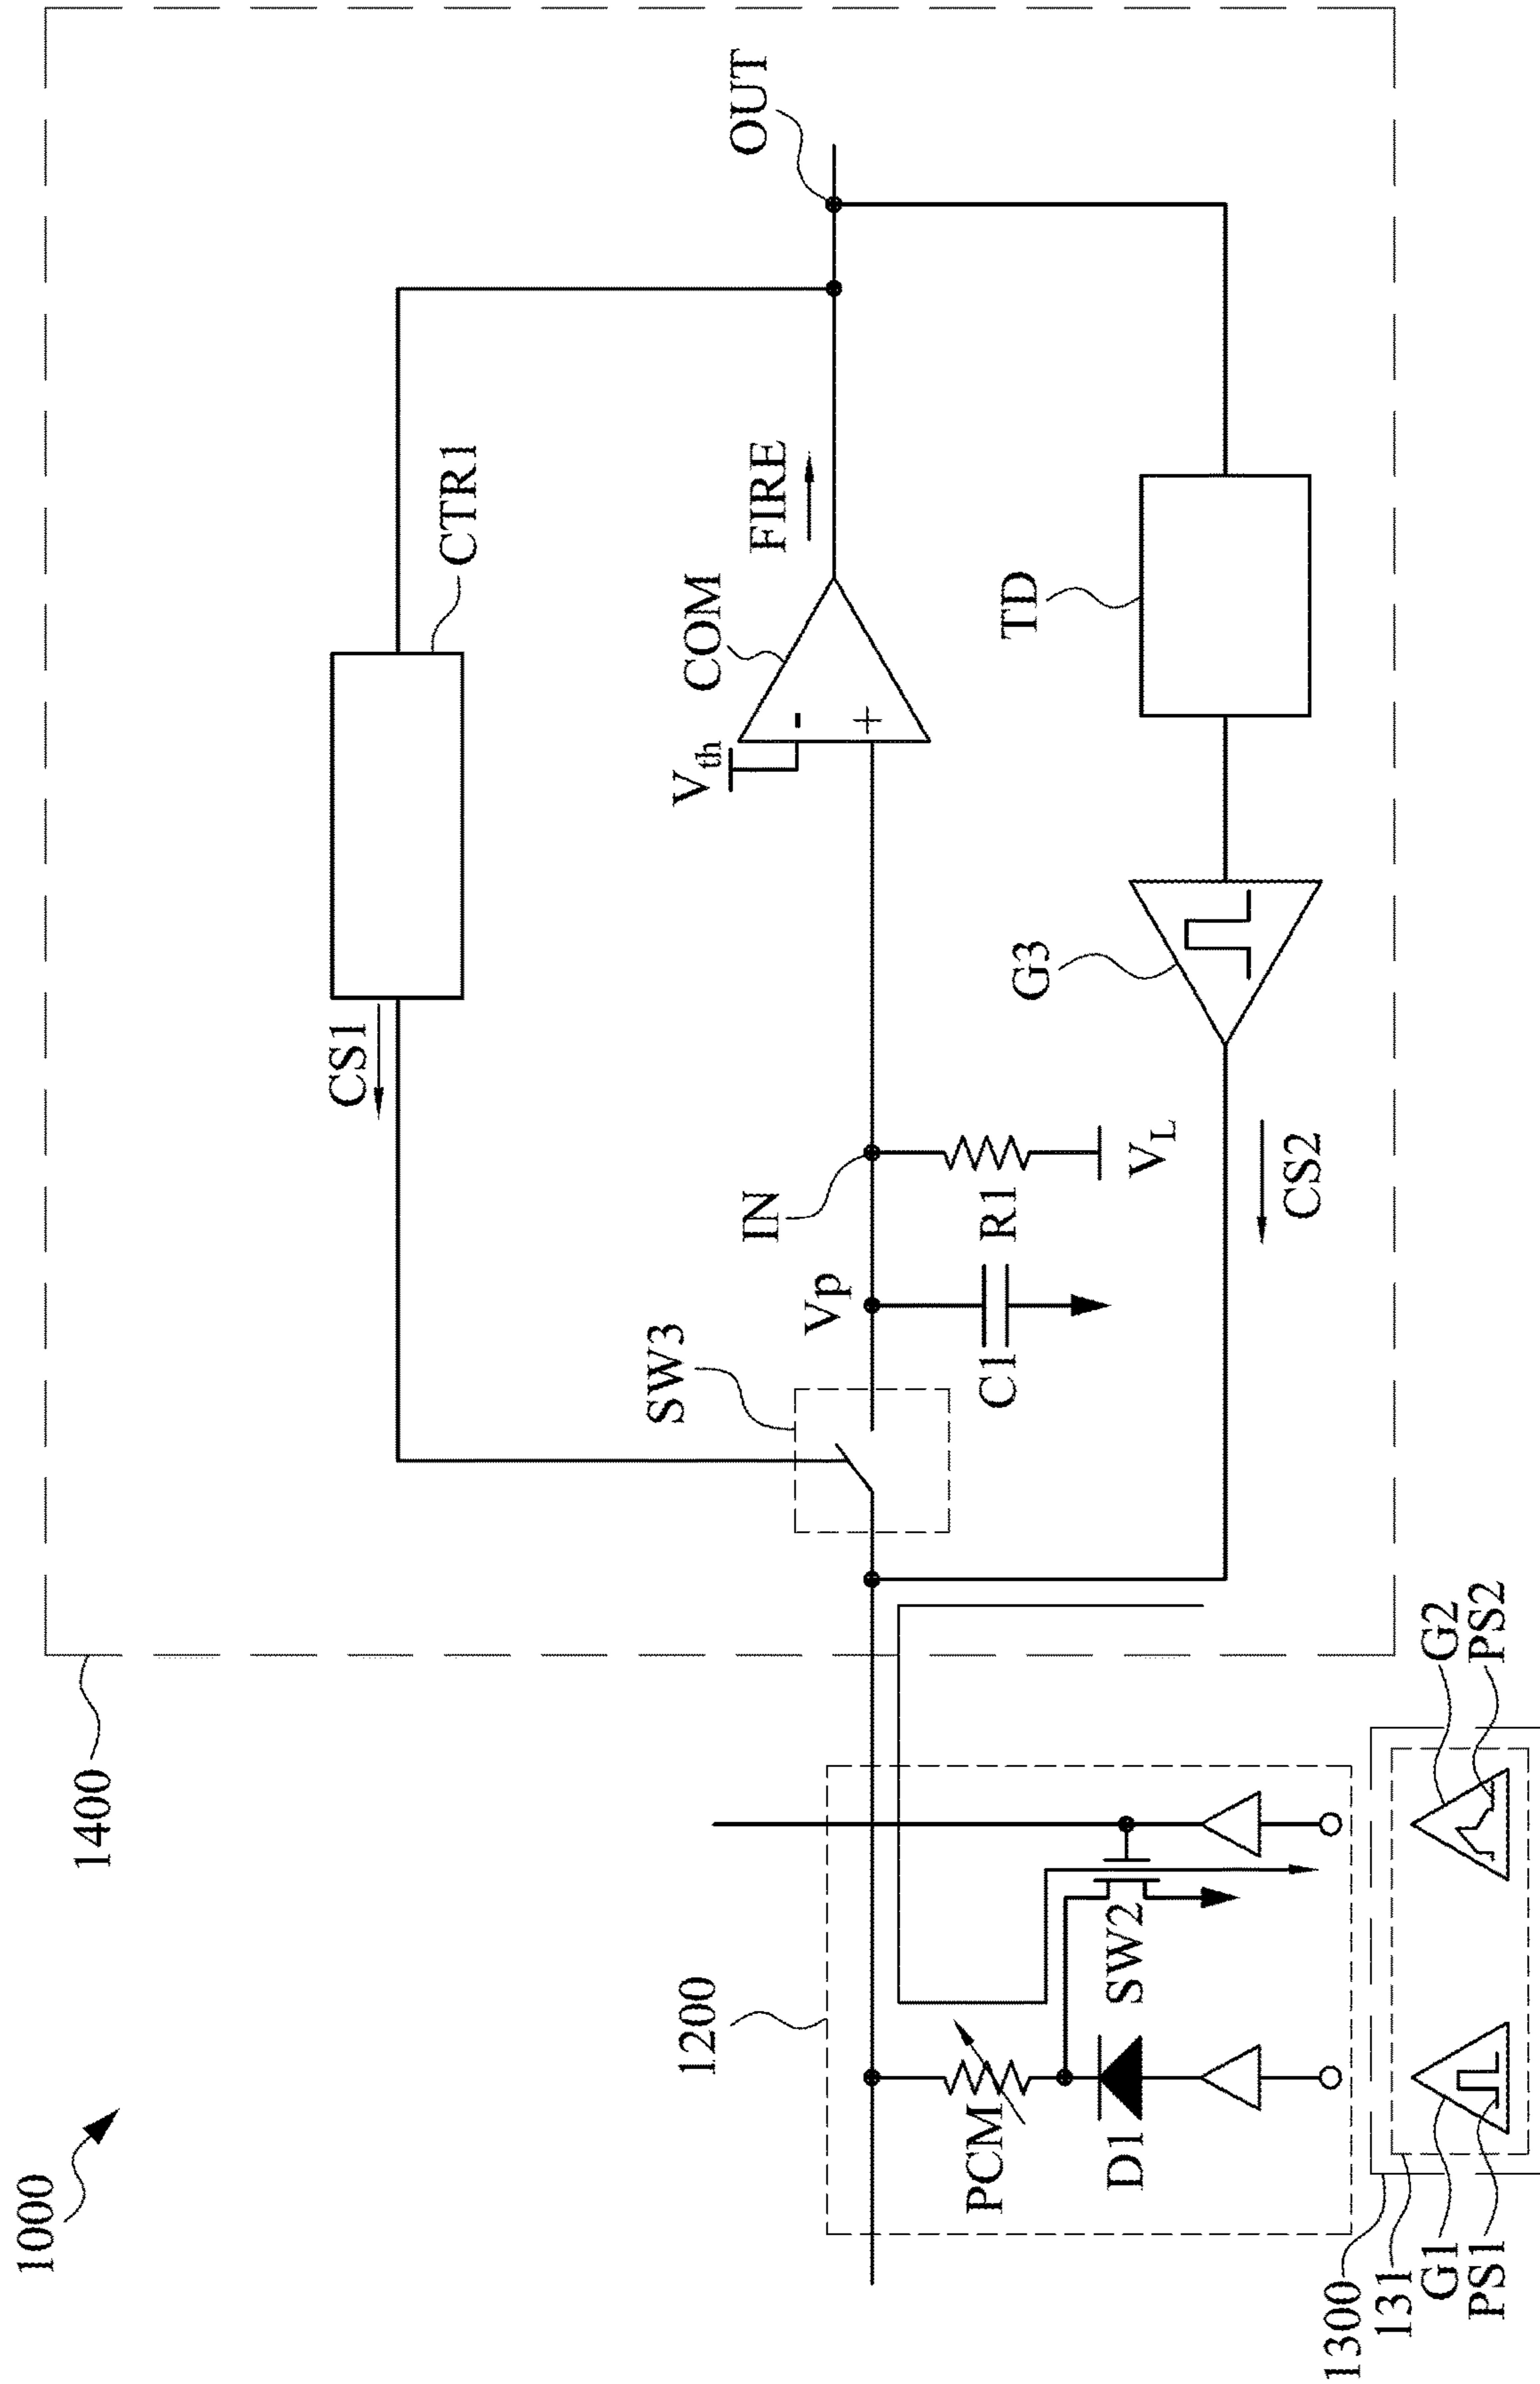 1000
1400
OUT
CTR1
CS1
FIRE
COM
Vth
-
+
TD
G3
IN
Vp
SW3
R1
VL
C1
CS2
1200
PCM
D1
SW2
G2
PS2
1300
131
G1
PS1